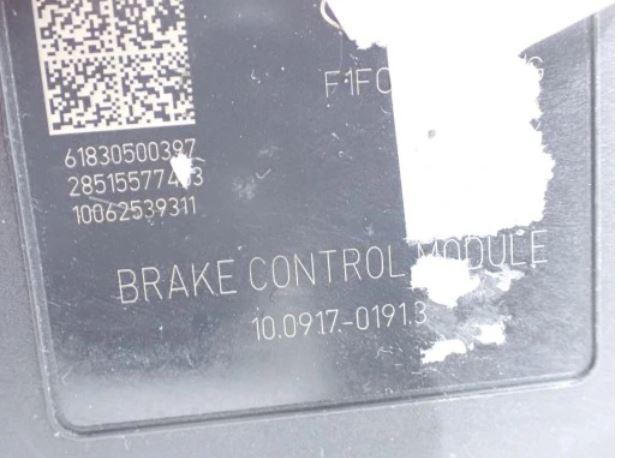 F1FC
61830500397
10062539311
BRAKE CONTROL MODULE
10.0917-0191.3